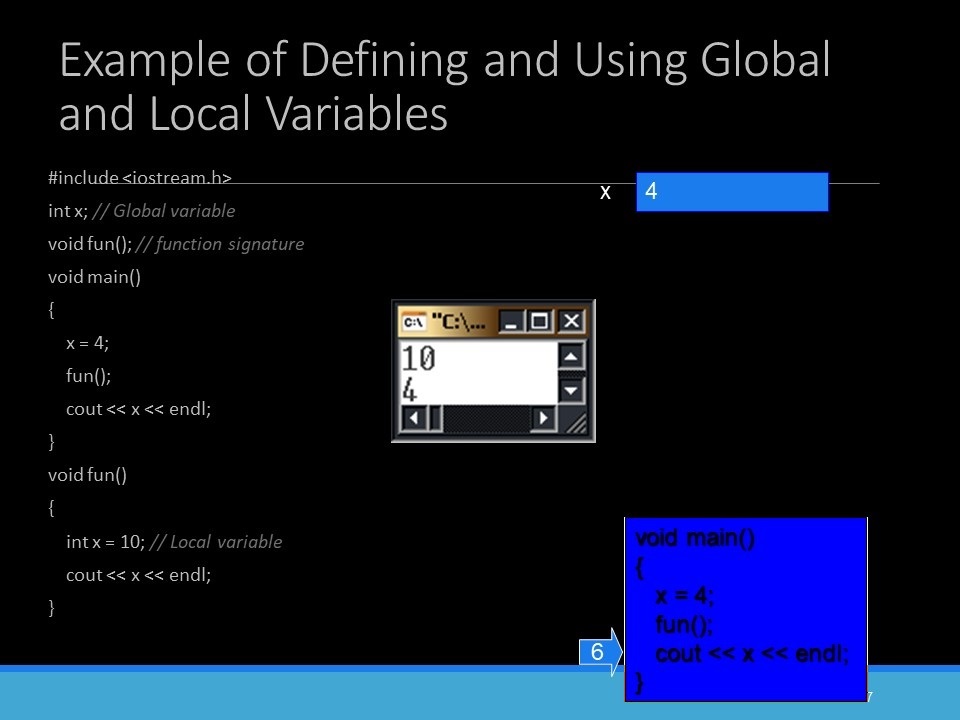 Example of Defining and Using Global
and Local Variables
#include <iostream.h>
int x; // Global variable
void fun(); // function signature
void main()
{
x = 4;
fun();
cout << x << endl;
}
void fun()
{
int x = 10; // Local variable
cout << x << endl;
}
x 4
C:\ "C:\...
10
4
void main()
{
x = 4;
fun();
cout << x << endl;
}
6
7